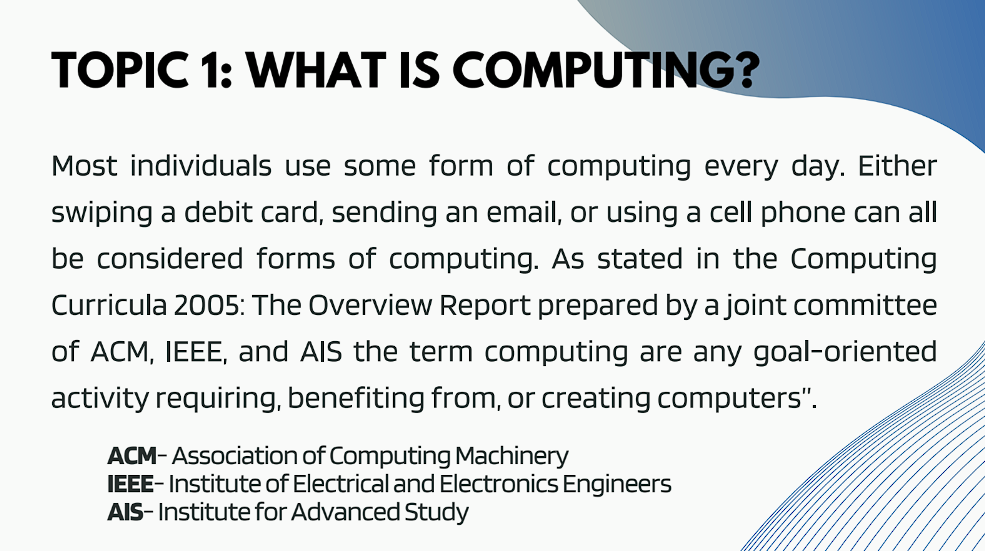 TOPIC 1: WHAT IS COMPUTING?
Most individuals use some form of computing every day. Either
swiping a debit card, sending an email, or using a cell phone can all
be considered forms of computing. As stated in the Computing
Curricula 2005: The Overview Report prepared by a joint committee
of ACM, IEEE, and AIS the term computing are any goal-oriented
activity requiring, benefiting from, or creating computers”.
ACM- Association of Computing Machinery
IEEE- Institute of Electrical and Electronics Engineers
AIS- Institute for Advanced Study